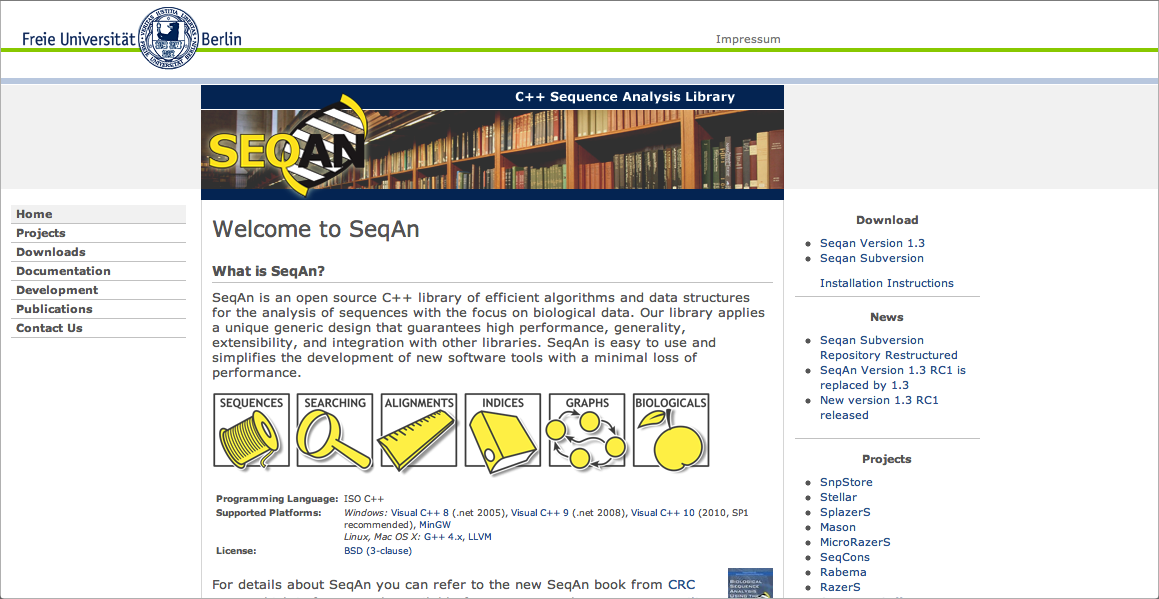 Freie Universität Berlin
Impressum
C++ Sequence Analysis Library
SEQAN
Home
Projects
Downloads
Documentation
Development
Publications
Contact Us
Welcome to SeqAn
What is SeqAn?
SeqAn is an open source C++ library of efficient algorithms and data structures
for the analysis of sequences with the focus on biological data. Our library applies
a unique generic design that guarantees high performance, generality,
extensibility, and integration with other libraries. SeqAn is easy to use and
simplifies the development of new software tools with a minimal loss of
performance.
SEQUENCES SEARCHING ALIGNMENTS INDICES GRAPHS BIOLOGICALS
Programming Language: ISO C++
Supported Platforms: Windows: Visual C++ 8 (.net 2005), Visual C++ 9 (.net 2008), Visual C++ 10 (2010, SP1
recommended), MinGW
Linux, Mac OS X: G++ 4.x, LLVM
License: BSD (3-clause)
For details about SeqAn you can refer to the new SeqAn book from CRC
BIOLOGICAL
SEQUENCE
ANALYSIS
Download
Seqan Version 1.3
Seqan Subversion
Installation Instructions
News
Seqan Subversion
Repository Restructured
SeqAn Version 1.3 RC1 is
replaced by 1.3
New version 1.3 RC1
released
Projects
SnpStore
Stellar
SplazerS
Mason
MicroRazerS
SeqCons
Rabema
RazerS